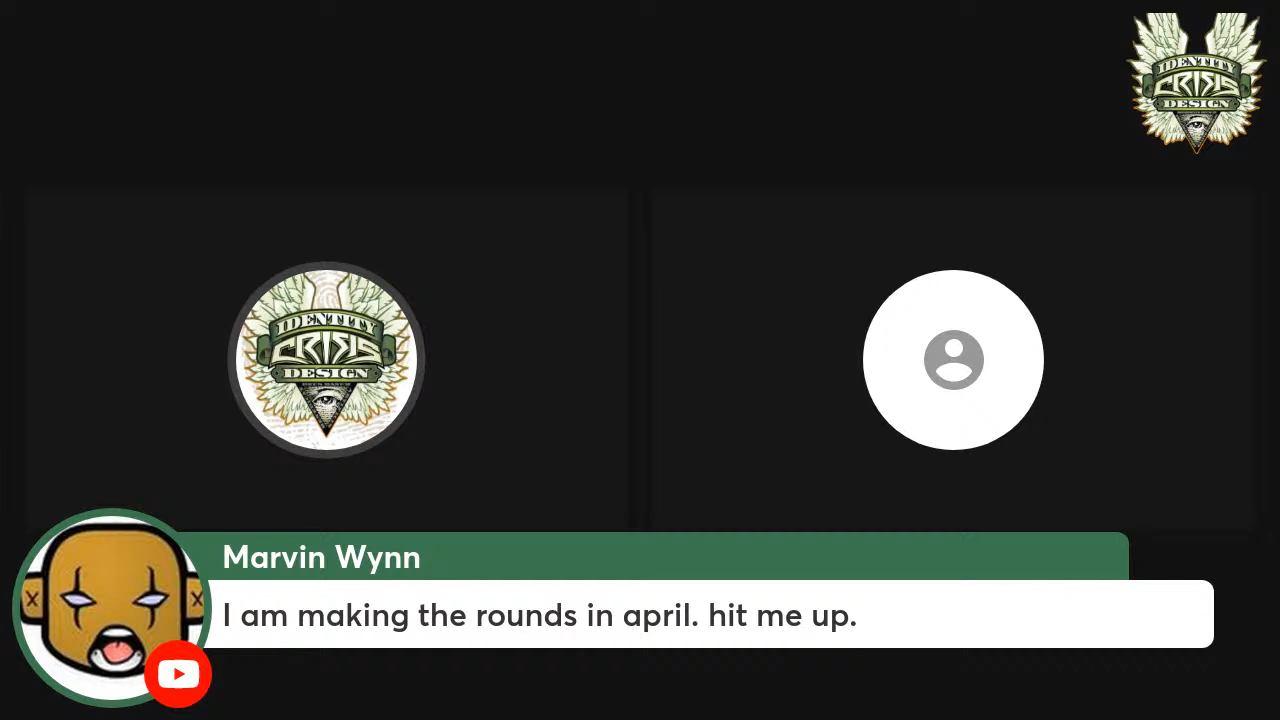 IDENTITY
CRISIS
DESIGN
IDENTITY
CRISIS
DESIGN
Marvin Wynn
I am making the rounds in april. hit me up.